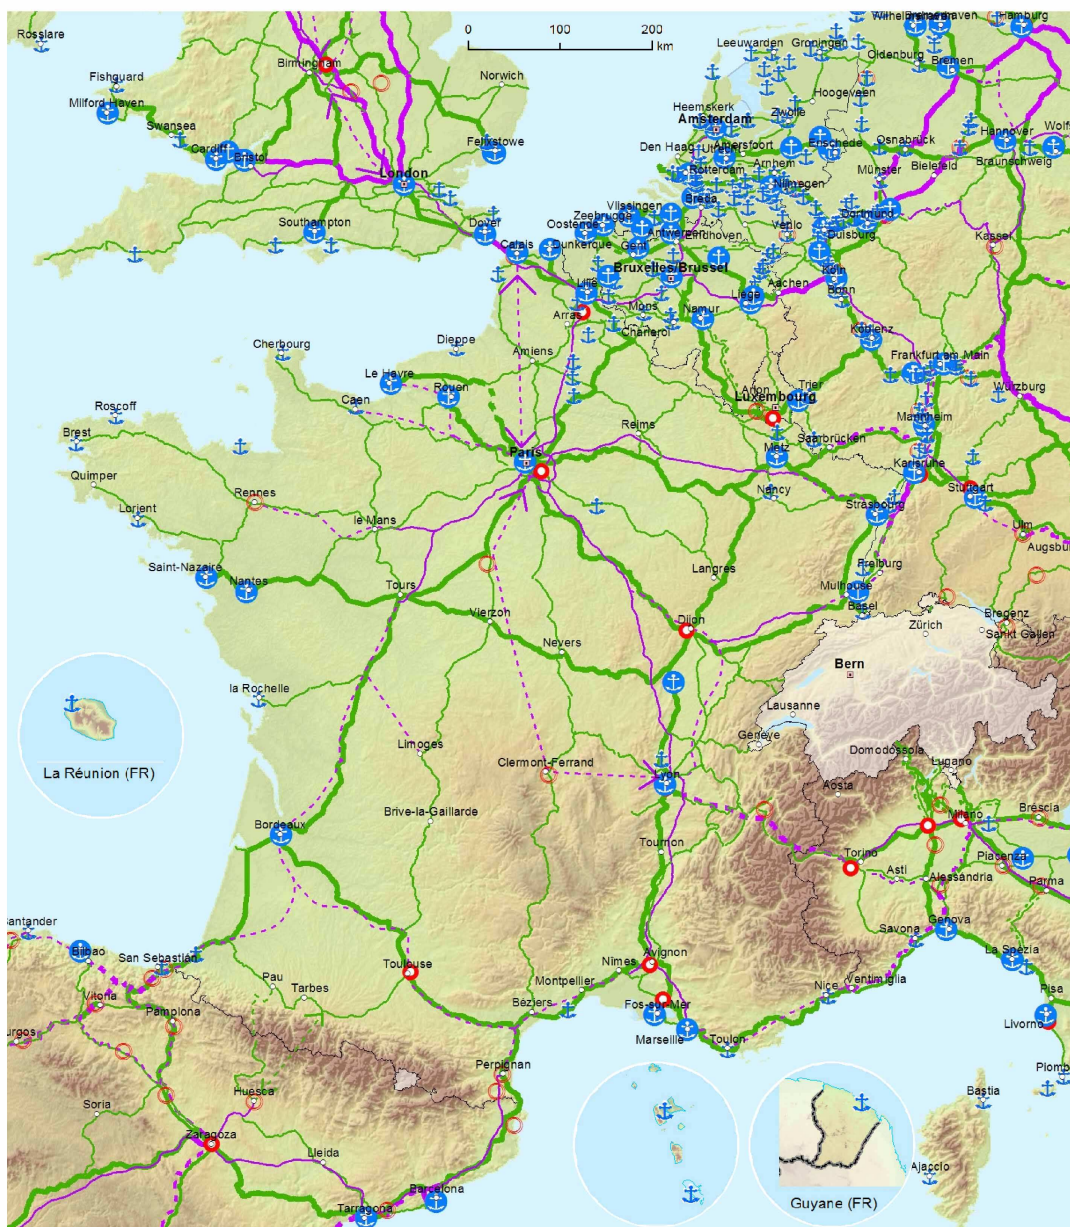 Rosslare
0 100 200
km
Hamburg
Leeuwarden
Groningen
Oldenburg
Bremen
Birmingham
Fishguard
Norwich
Hoogeveen
Milford Haven
Heemskerk
Zwolle
Amsterdam
Swansea
Cardiff
Bristol
Felixstowe
Den Haag
Utrecht
Amersfoort
Enschede
Osnabrück
Hannover
Wolfs
Arnhem
Bielefeld
Braunschweig
London
Rotterdam
Nijmegen
Münster
Breda
Vlissingen
Southampton
Dover
Oostende
Zeebrugge
Dortmund
Calais
Dunkerque
Gent
Antwerpen
Eindhoven
Venlo
Duisburg
Kassel
Bruxelles/Brussel
Köln
Lille
Aachen
Bonn
Liège
Arras
Mons
Namur
Charleroi
Koblenz
Cherbourg
Dieppe
Amiens
Frankfurt am Main
Le Havre
Rouen
Arlon
Trier
Würzburg
Caen
Luxembourg
Roscoff
Mannheim
Brest
Reims
Saarbrücken
Paris
Metz
Karlsruhe
Quimper
Rennes
Nancy
Stuttgart
Lorient
le Mans
Strasbourg
Ulm
Augsbu
Saint-Nazaire
Nantes
Tours
Langres
Freiburg
Mulhouse
Basel
Vierzon
Dijon
Bregenz
Zürich
Sankt Gallen
Nevers
Bern
la Rochelle
Lausanne
Genève
Limoges
Domodossola
La Réunion (FR)
Clermont-Ferrand
Lyon
Lugano
Aosta
Brive-la-Gaillarde
Bordeaux
Milano
Brescia
Tournon
Torino
Piacenza
Asti
Alessandria
Parma
Santander
Genova
Savona
Bilbao
San Sebastián
Toulouse
Avignon
Nîmes
La Spezia
Pau
Montpellier
Ventimiglia
Vitoria
Tarbes
Béziers
Nice
Pisa
Pamplona
Fos-sur-Mer
Livorno
urgos
Marseille
Toulon
Perpignan
Piomb
Huesca
Bastia
Soria
Zaragoza
Lleida
Ajaccio
Barcelona
Guyane (FR)
Tarragona